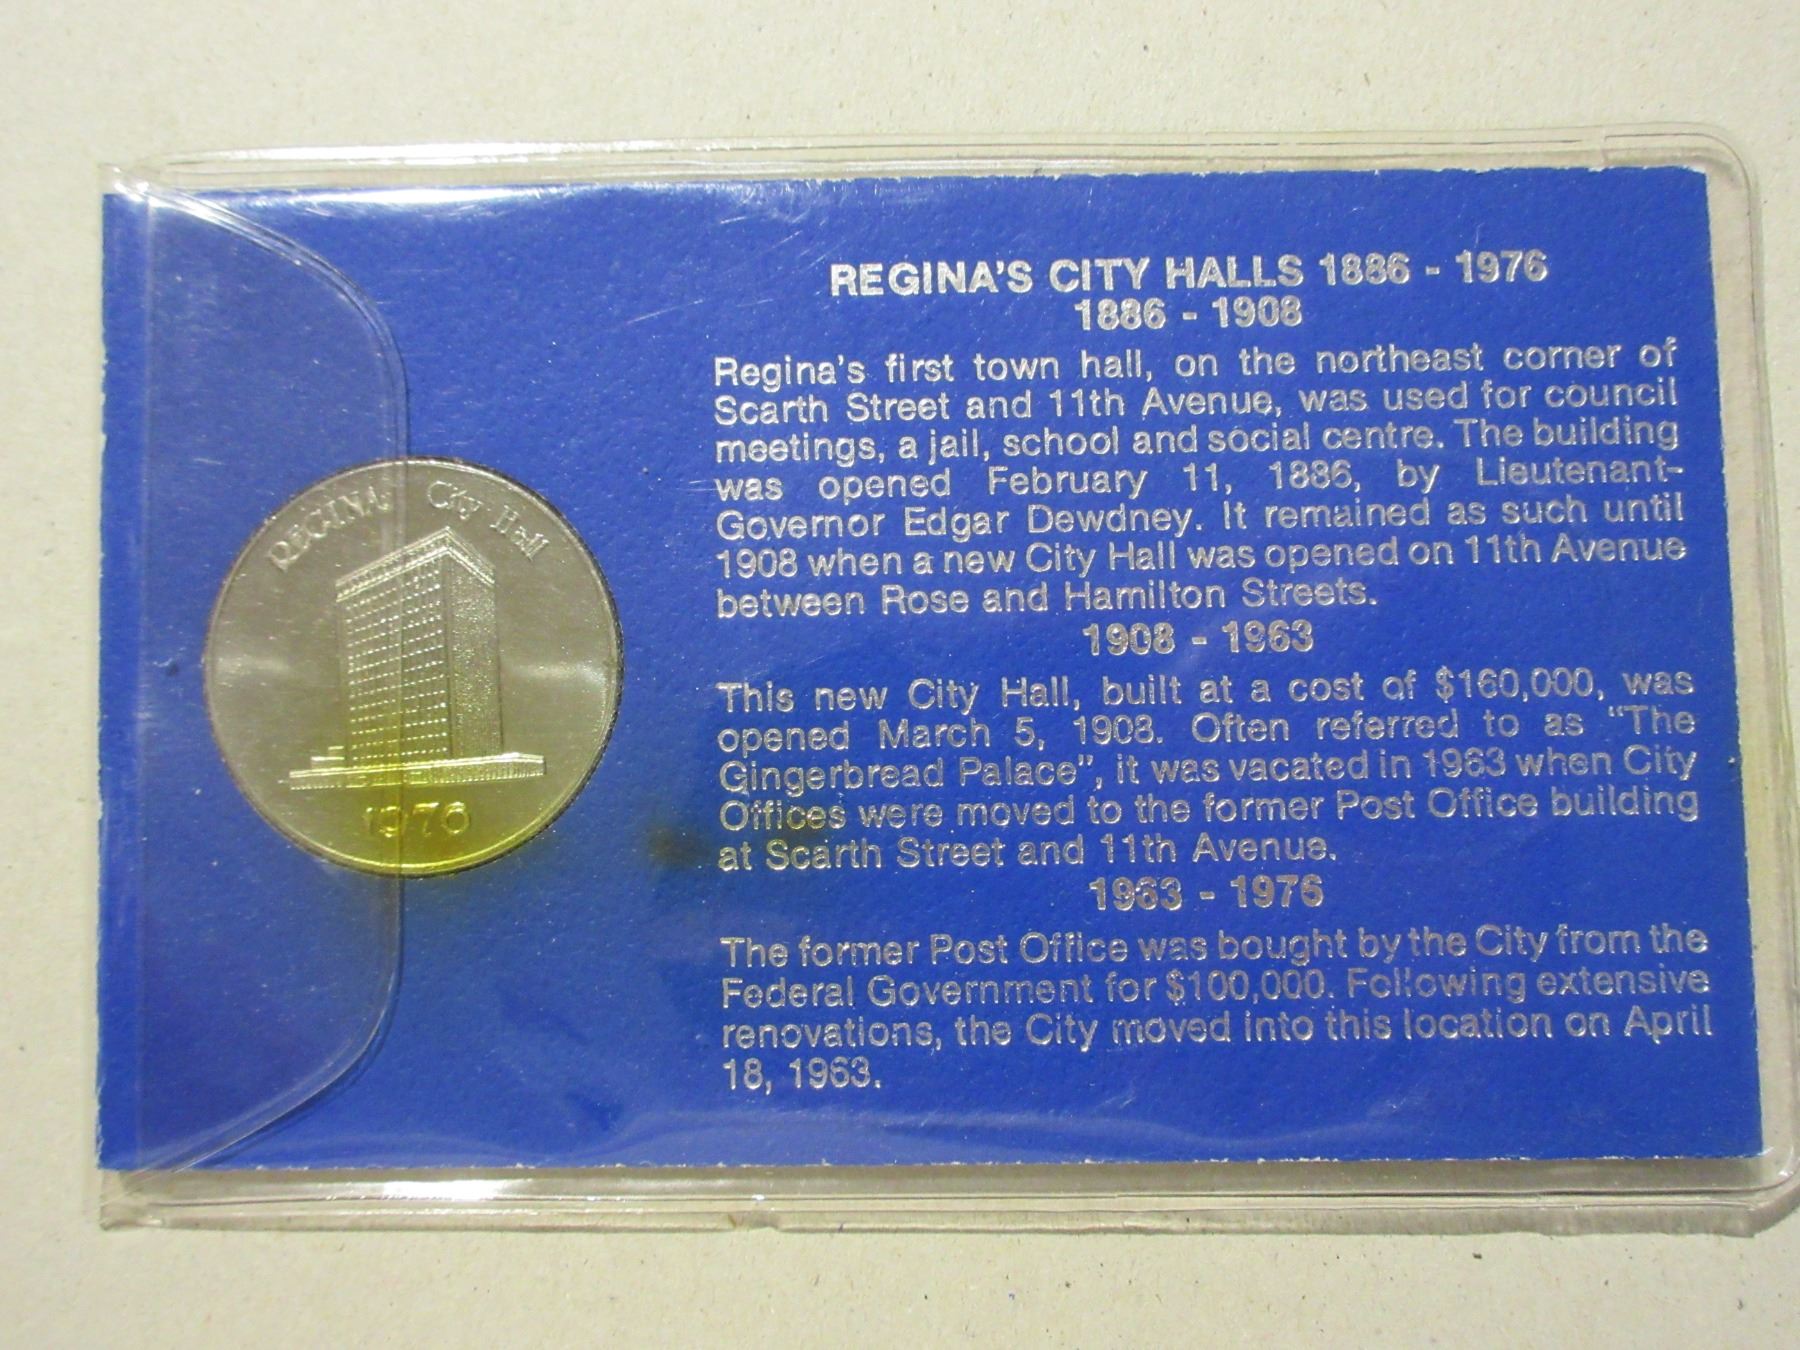 REGINA City Hall
1976
REGINA'S CITY HALLS 1886 - 1976
1886 - 1908
Regina's first town hall, on the northeast corner of
Scarth Street and 11th Avenue, was used for council
meetings, a jail, school and social centre. The building
was opened February 11, 1886, by Lieutenant-
Governor Edgar Dewdney. It remained as such until
1908 when a new City Hall was opened on 11th Avenue
between Rose and Hamilton Streets.
1908 - 1963
This new City Hall, built at a cost of $160,000, was
opened March 5, 1908. Often referred to as "The
Gingerbread Palace", it was vacated in 1963 when City
Offices were moved to the former Post Office building
at Scarth Street and 11th Avenue.
1963 - 1976
The former Post Office was bought by the City from the
Federal Government for $100,000. Following extensive
renovations, the City moved into this location on April
18, 1963.